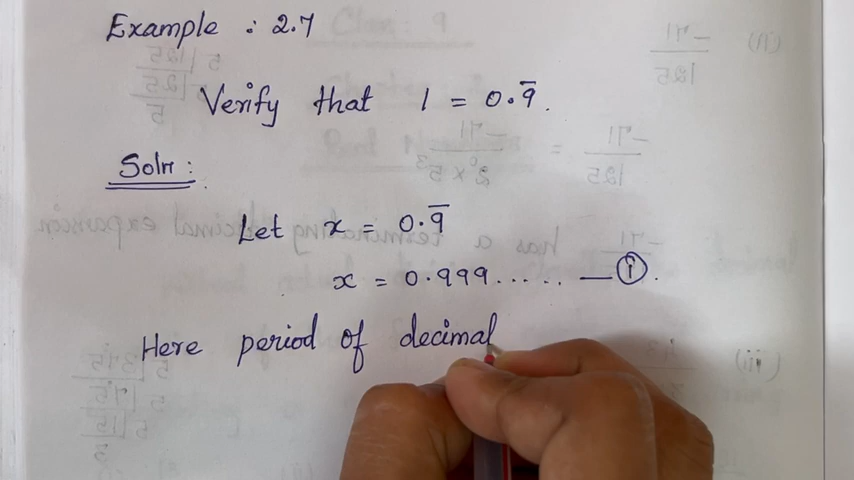 Example : 2.7
Verify that 1 = 0.9̅.
Soln :
Let x = 0.9̅
x = 0.999...... — (i).
Here period of decimal